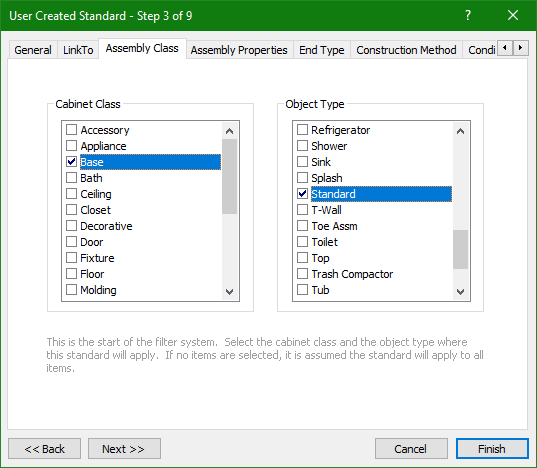 User Created Standard - Step 3 of 9
General LinkTo Assembly Class Assembly Properties End Type Construction Method Condi
Cabinet Class
Accessory
Appliance
Base
Bath
Ceiling
Closet
Decorative
Door
Fixture
Floor
Molding
Object Type
Refrigerator
Shower
Sink
Splash
Standard
T-Wall
Toe Assm
Toilet
Top
Trash Compactor
Tub
This is the start of the filter system. Select the cabinet class and the object type where
this standard will apply. If no items are selected, it is assumed the standard will apply to all
items.
<< Back Next >> Cancel Finish